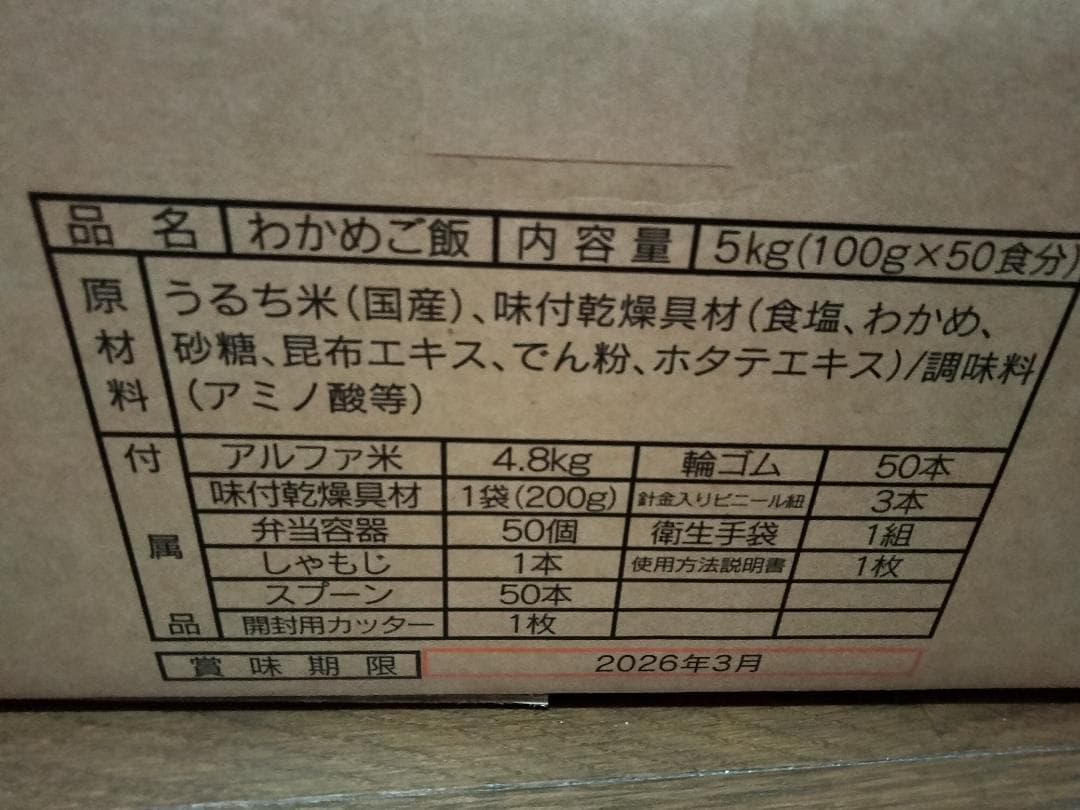 品名 わかめご飯 内容量 5kg(100g×50食分)
原材料 うるち米(国産)、味付乾燥具材(食塩、わかめ、
砂糖、昆布エキス、でん粉、ホタテエキス)/調味料
(アミノ酸等)
付属品
アルファ米 4.8kg 輪ゴム 50本
味付乾燥具材 1袋(200g) 針金入りビニール紐 3本
弁当容器 50個 衛生手袋 1組
しゃもじ 1本 使用方法説明書 1枚
スプーン 50本
開封用カッター 1枚
賞味期限 2026年3月